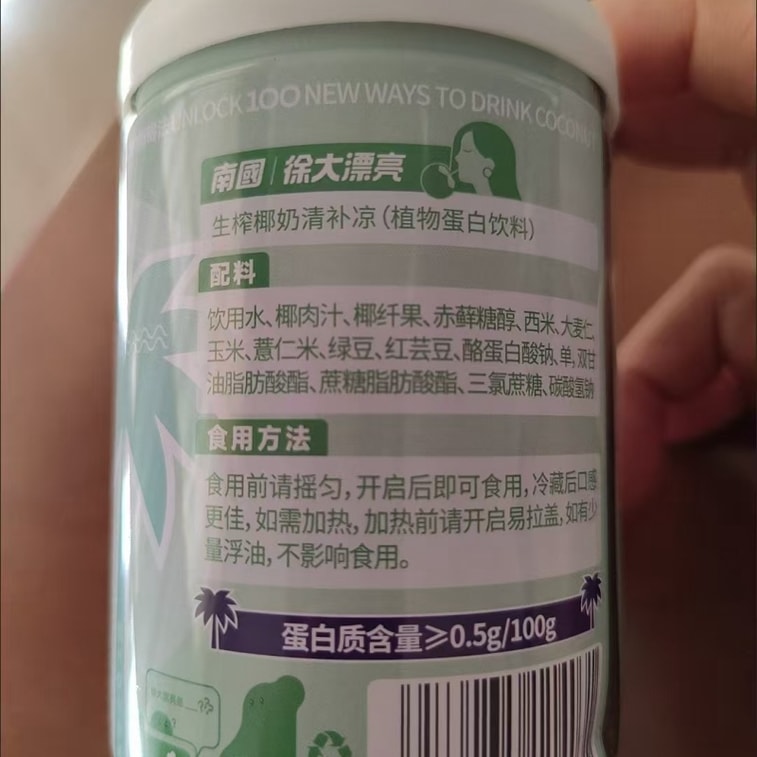 UNLOCK 100 NEW WAYS TO DRINK COCONUT
南國 | 徐大漂亮
生榨椰奶清补凉(植物蛋白饮料)
配料
饮用水、椰肉汁、椰纤果、赤藓糖醇、西米、大麦仁、
玉米、薏仁米、绿豆、红芸豆、酪蛋白酸钠、单,双甘
油脂肪酸酯、蔗糖脂肪酸酯、三氯蔗糖、碳酸氢钠
食用方法
食用前请摇匀,开启后即可食用,冷藏后口感
更佳,如需加热,加热前请开启易拉盖,如有少
量浮油,不影响食用。
蛋白质含量≥0.5g/100g